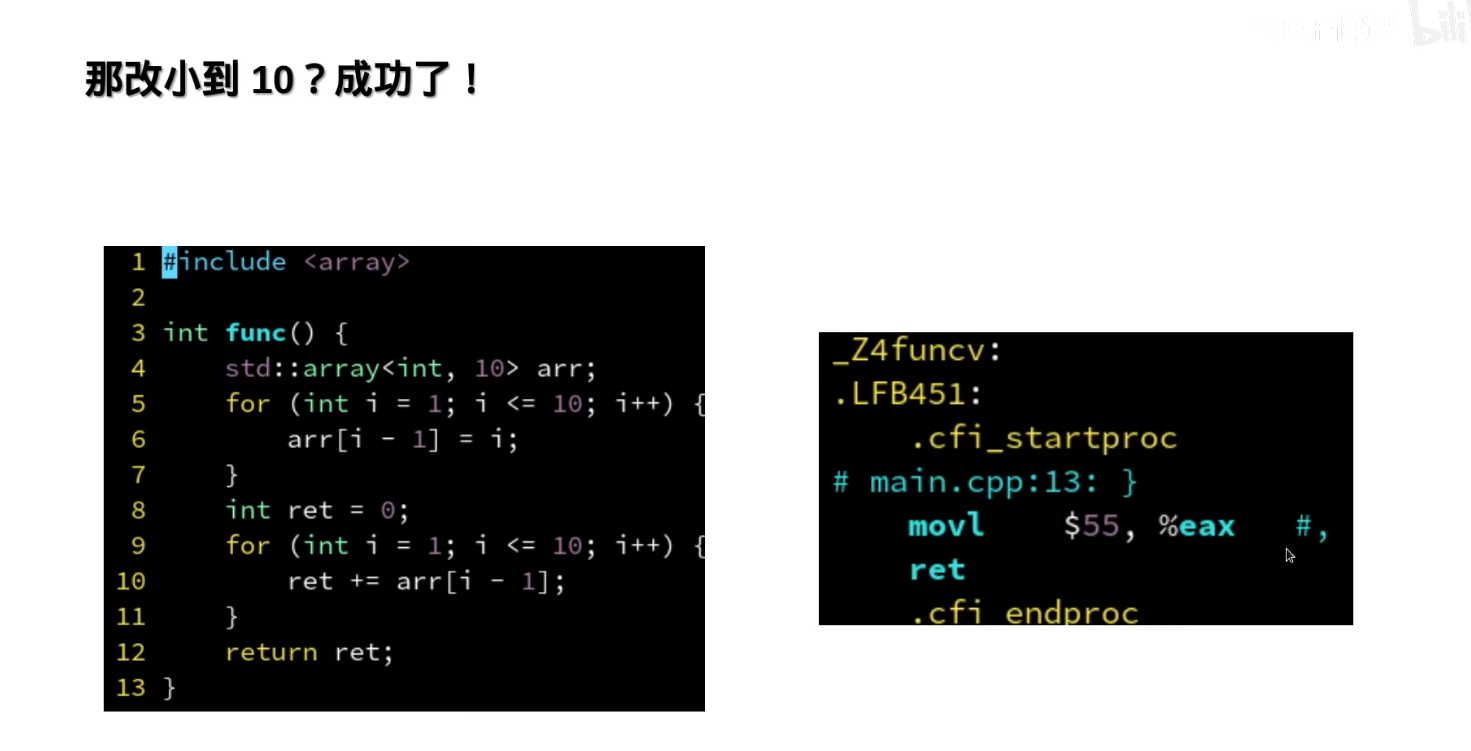 那改小到 10？成功了！
bili
1 #include <array>
2
3 int func() {
4     std::array<int, 10> arr;
5     for (int i = 1; i <= 10; i++) {
6         arr[i - 1] = i;
7     }
8     int ret = 0;
9     for (int i = 1; i <= 10; i++) {
10         ret += arr[i - 1];
11     }
12     return ret;
13 }
_Z4funcv:
.LFB451:
    .cfi_startproc
# main.cpp:13: }
    movl    $55, %eax    #,
    ret
    .cfi_endproc